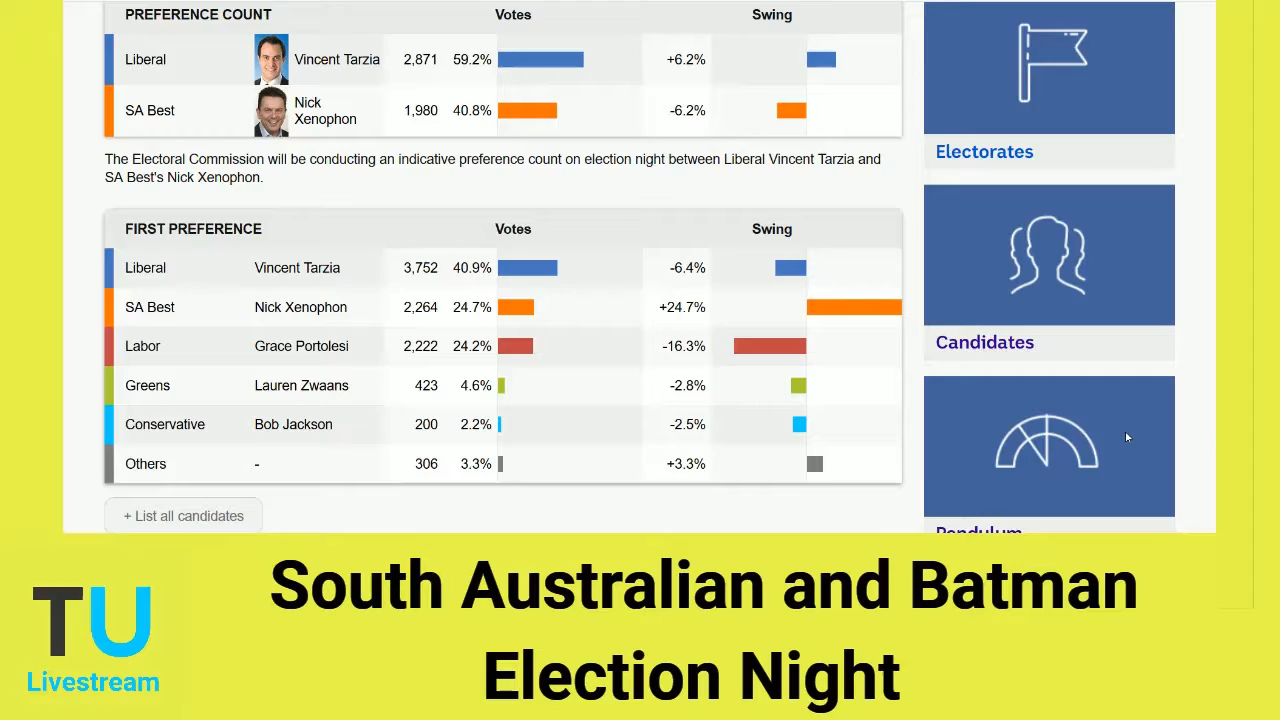 PREFERENCE COUNT Votes Swing
Liberal Vincent Tarzia 2,871 59.2% +6.2%
SA Best Nick Xenophon 1,980 40.8% -6.2%
The Electoral Commission will be conducting an indicative preference count on election night between Liberal Vincent Tarzia and
SA Best's Nick Xenophon.
FIRST PREFERENCE Votes Swing
Liberal Vincent Tarzia 3,752 40.9% -6.4%
SA Best Nick Xenophon 2,264 24.7% +24.7%
Labor Grace Portolesi 2,222 24.2% -16.3%
Greens Lauren Zwaans 423 4.6% -2.8%
Conservative Bob Jackson 200 2.2% -2.5%
Others - 306 3.3% +3.3%
+ List all candidates
Electorates
Candidates
Pendulum
TU
Livestream
South Australian and Batman
Election Night